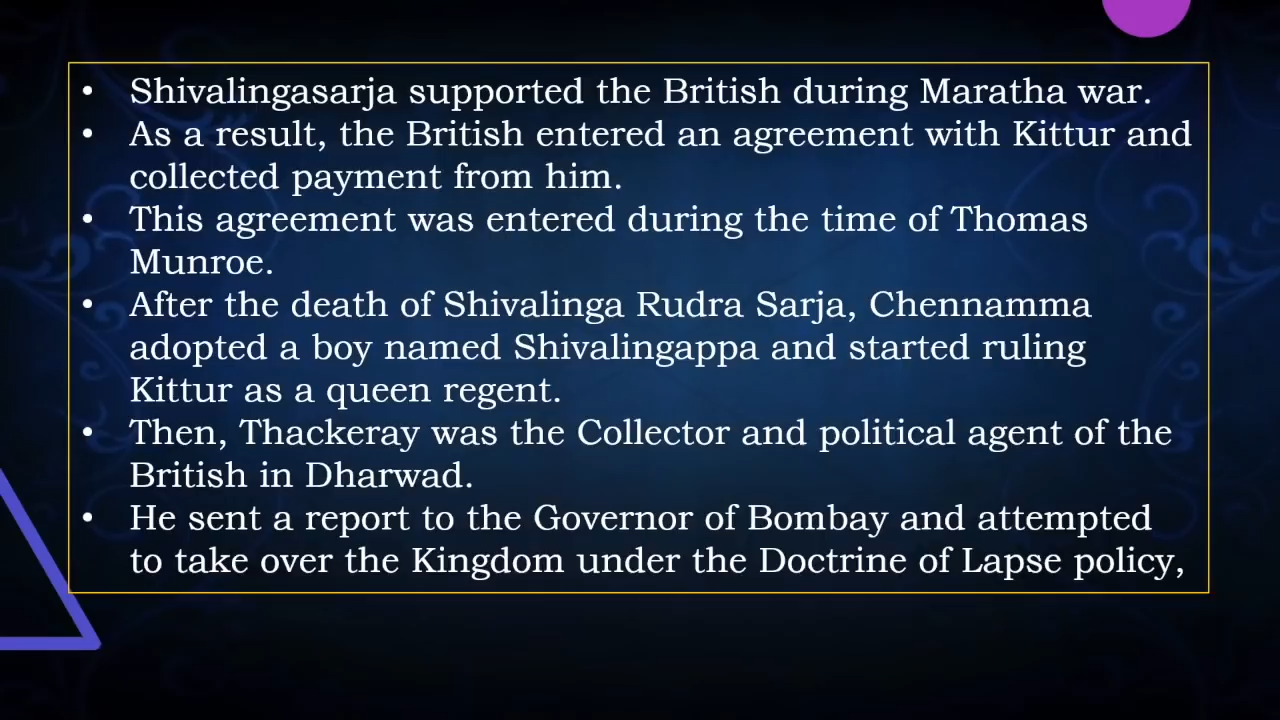 • Shivalingasarja supported the British during Maratha war.
• As a result, the British entered an agreement with Kittur and
collected payment from him.
• This agreement was entered during the time of Thomas
Munroe.
• After the death of Shivalinga Rudra Sarja, Chennamma
adopted a boy named Shivalingappa and started ruling
Kittur as a queen regent.
• Then, Thackeray was the Collector and political agent of the
British in Dharwad.
• He sent a report to the Governor of Bombay and attempted
to take over the Kingdom under the Doctrine of Lapse policy,